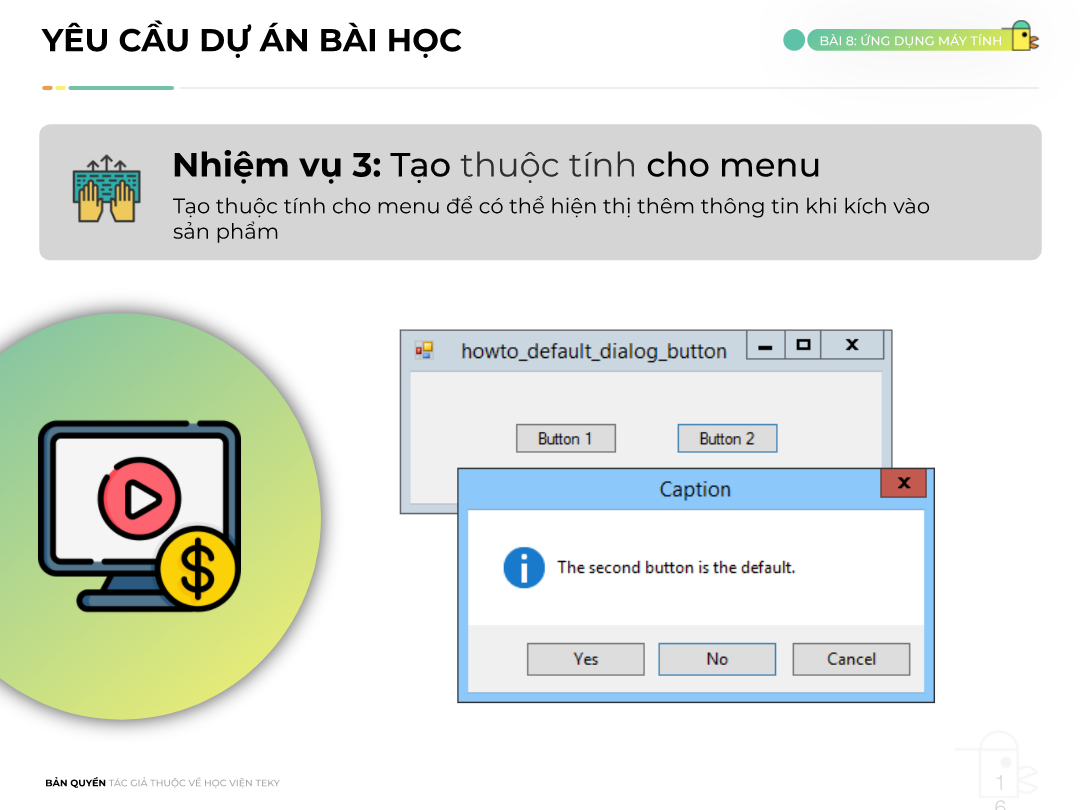 YÊU CẦU DỰ ÁN BÀI HỌC
BÀI 8: ỨNG DỤNG MÁY TÍNH
Nhiệm vụ 3: Tạo thuộc tính cho menu
Tạo thuộc tính cho menu để có thể hiện thị thêm thông tin khi kích vào
sản phẩm
howto_default_dialog_button
Button 1
Button 2
Caption
The second button is the default.
Yes
No
Cancel
$
BẢN QUYỀN TÁC GIẢ THUỘC VỀ HỌC VIỆN TEKY
1
6